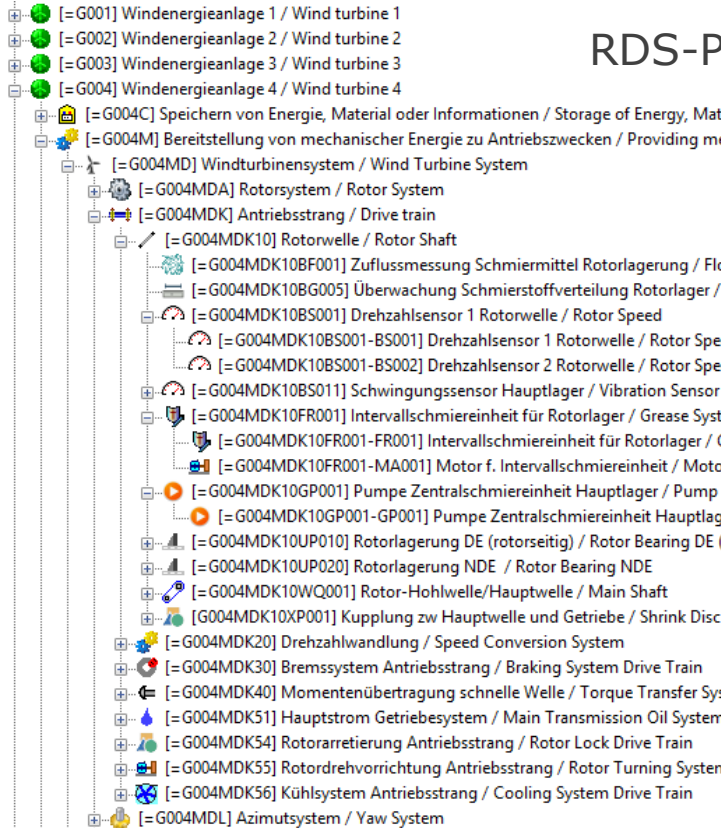 [=G001] Windenergieanlage 1 / Wind turbine 1
[=G002] Windenergieanlage 2 / Wind turbine 2
RDS-P
[=G003] Windenergieanlage 3 / Wind turbine 3
[=G004] Windenergieanlage 4 / Wind turbine 4
[=G004C] Speichern von Energie, Material oder Informationen / Storage of Energy, Mat
[=G004M] Bereitstellung von mechanischer Energie zu Antriebszwecken / Providing me
[=G004MD] Windturbinensystem / Wind Turbine System
[=G004MDA] Rotorsystem / Rotor System
[=G004MDK] Antriebsstrang / Drive train
[=G004MDK10] Rotorwelle / Rotor Shaft
[=G004MDK10BF001] Zuflussmessung Schmiermittel Rotorlagerung / Flo
[=G004MDK10BG005] Überwachung Schmierstoffverteilung Rotorlager /
[=G004MDK10BS001] Drehzahlsensor 1 Rotorwelle / Rotor Speed
[=G004MDK10BS001-BS001] Drehzahlsensor 1 Rotorwelle / Rotor Spe
[=G004MDK10BS001-BS002] Drehzahlsensor 2 Rotorwelle / Rotor Spe
[=G004MDK10BS011] Schwingungssensor Hauptlager / Vibration Sensor
[=G004MDK10FR001] Intervallschmiereinheit für Rotorlager / Grease Syst
[=G004MDK10FR001-FR001] Intervallschmiereinheit für Rotorlager / G
[=G004MDK10FR001-MA001] Motor f. Intervallschmiereinheit / Moto
[=G004MDK10GP001] Pumpe Zentralschmiereinheit Hauptlager / Pump
[=G004MDK10GP001-GP001] Pumpe Zentralschmiereinheit Hauptlag
[=G004MDK10UP010] Rotorlagerung DE (rotorseitig) / Rotor Bearing DE (
[=G004MDK10UP020] Rotorlagerung NDE / Rotor Bearing NDE
[=G004MDK10WQ001] Rotor-Hohlwelle/Hauptwelle / Main Shaft
[G004MDK10XP001] Kupplung zw Hauptwelle und Getriebe / Shrink Disc
[=G004MDK20] Drehzahlwandlung / Speed Conversion System
[=G004MDK30] Bremssystem Antriebsstrang / Braking System Drive Train
[=G004MDK40] Momentenübertragung schnelle Welle / Torque Transfer Sys
[=G004MDK51] Hauptstrom Getriebesystem / Main Transmission Oil System
[=G004MDK54] Rotorarretierung Antriebsstrang / Rotor Lock Drive Train
[=G004MDK55] Rotordrehvorrichtung Antriebsstrang / Rotor Turning System
[=G004MDK56] Kühlsystem Antriebsstrang / Cooling System Drive Train
[=G004MDL] Azimutsystem / Yaw System